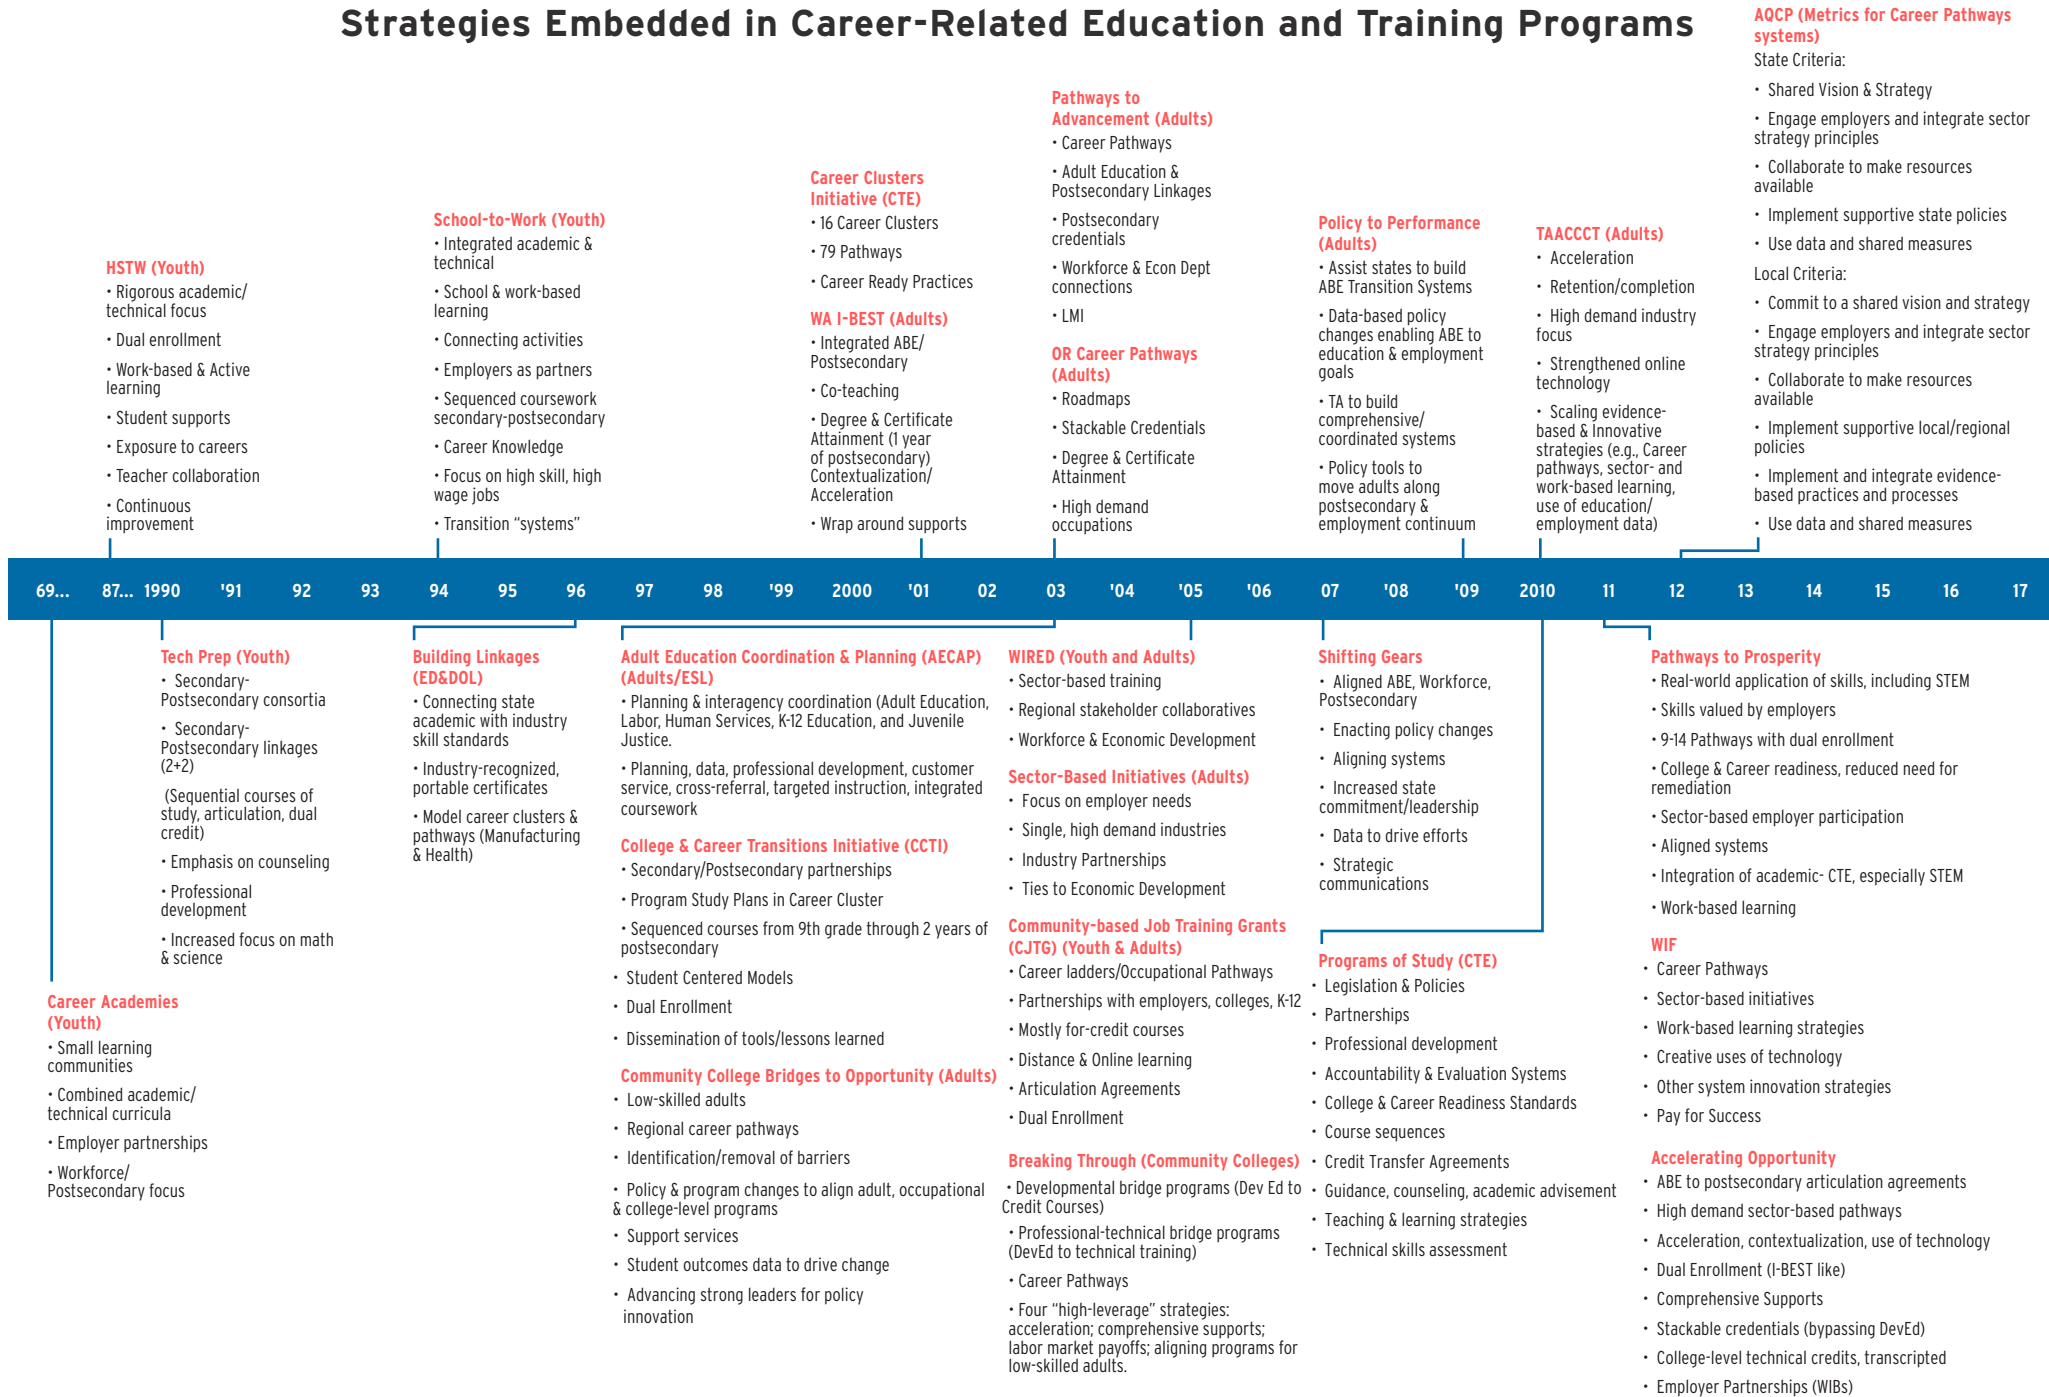 Strategies Embedded in Career-Related Education and Training Programs
HSTW (Youth)
• Rigorous academic/
technical focus
• Dual enrollment
• Work-based & Active
learning
• Student supports
• Exposure to careers
• Teacher collaboration
• Continuous
improvement
School-to-Work (Youth)
• Integrated academic &
technical
• School & work-based
learning
• Connecting activities
• Employers as partners
• Sequenced coursework
secondary-postsecondary
• Career Knowledge
• Focus on high skill, high
wage jobs
• Transition “systems”
Career Clusters
Initiative (CTE)
• 16 Career Clusters
• 79 Pathways
• Career Ready Practices
WA I-BEST (Adults)
• Integrated ABE/
Postsecondary
• Co-teaching
• Degree & Certificate
Attainment (1 year
of postsecondary)
Contextualization/
Acceleration
• Wrap around supports
Pathways to
Advancement (Adults)
• Career Pathways
• Adult Education &
Postsecondary Linkages
• Postsecondary
credentials
• Workforce & Econ Dept
connections
• LMI
OR Career Pathways
(Adults)
• Roadmaps
• Stackable Credentials
• Degree & Certificate
Attainment
• High demand
occupations
Policy to Performance
(Adults)
• Assist states to build
ABE Transition Systems
• Data-based policy
changes enabling ABE to
education & employment
goals
• TA to build
comprehensive/
coordinated systems
• Policy tools to
move adults along
postsecondary &
employment continuum
TAACCCT (Adults)
• Acceleration
• Retention/completion
• High demand industry
focus
• Strengthened online
technology
• Scaling evidence-
based & Innovative
strategies (e.g., Career
pathways, sector- and
work-based learning,
use of education/
employment data)
AQCP (Metrics for Career Pathways
systems)
State Criteria:
• Shared Vision & Strategy
• Engage employers and integrate sector
strategy principles
• Collaborate to make resources
available
• Implement supportive state policies
• Use data and shared measures
Local Criteria:
• Commit to a shared vision and strategy
• Engage employers and integrate sector
strategy principles
• Collaborate to make resources
available
• Implement supportive local/regional
policies
• Implement and integrate evidence-
based practices and processes
• Use data and shared measures
69... 87... 1990 '91 92 93 94 95 96 97 98 '99 2000 '01 02 03 '04 '05 '06 07 '08 '09 2010 11 12 13 14 15 16 17
Career Academies
(Youth)
• Small learning
communities
• Combined academic/
technical curricula
• Employer partnerships
• Workforce/
Postsecondary focus
Tech Prep (Youth)
• Secondary-
Postsecondary consortia
• Secondary-
Postsecondary linkages
(2+2)
(Sequential courses of
study, articulation, dual
credit)
• Emphasis on counseling
• Professional
development
• Increased focus on math
& science
Building Linkages
(ED&DOL)
• Connecting state
academic with industry
skill standards
• Industry-recognized,
portable certificates
• Model career clusters &
pathways (Manufacturing
& Health)
Adult Education Coordination & Planning (AECAP)
(Adults/ESL)
• Planning & interagency coordination (Adult Education,
Labor, Human Services, K-12 Education, and Juvenile
Justice.
• Planning, data, professional development, customer
service, cross-referral, targeted instruction, integrated
coursework
College & Career Transitions Initiative (CCTI)
• Secondary/Postsecondary partnerships
• Program Study Plans in Career Cluster
• Sequenced courses from 9th grade through 2 years of
postsecondary
• Student Centered Models
• Dual Enrollment
• Dissemination of tools/lessons learned
Community College Bridges to Opportunity (Adults)
• Low-skilled adults
• Regional career pathways
• Identification/removal of barriers
• Policy & program changes to align adult, occupational
& college-level programs
• Support services
• Student outcomes data to drive change
• Advancing strong leaders for policy
innovation
WIRED (Youth and Adults)
• Sector-based training
• Regional stakeholder collaboratives
• Workforce & Economic Development
Sector-Based Initiatives (Adults)
• Focus on employer needs
• Single, high demand industries
• Industry Partnerships
• Ties to Economic Development
Community-based Job Training Grants
(CJTG) (Youth & Adults)
• Career ladders/Occupational Pathways
• Partnerships with employers, colleges, K-12
• Mostly for-credit courses
• Distance & Online learning
• Articulation Agreements
• Dual Enrollment
Breaking Through (Community Colleges)
• Developmental bridge programs (Dev Ed to
Credit Courses)
• Professional-technical bridge programs
(DevEd to technical training)
• Career Pathways
• Four “high-leverage” strategies:
acceleration; comprehensive supports;
labor market payoffs; aligning programs for
low-skilled adults.
Shifting Gears
• Aligned ABE, Workforce,
Postsecondary
• Enacting policy changes
• Aligning systems
• Increased state
commitment/leadership
• Data to drive efforts
• Strategic
communications
Programs of Study (CTE)
• Legislation & Policies
• Partnerships
• Professional development
• Accountability & Evaluation Systems
• College & Career Readiness Standards
• Course sequences
• Credit Transfer Agreements
• Guidance, counseling, academic advisement
• Teaching & learning strategies
• Technical skills assessment
Pathways to Prosperity
• Real-world application of skills, including STEM
• Skills valued by employers
• 9-14 Pathways with dual enrollment
• College & Career readiness, reduced need for
remediation
• Sector-based employer participation
• Aligned systems
• Integration of academic- CTE, especially STEM
• Work-based learning
WIF
• Career Pathways
• Sector-based initiatives
• Work-based learning strategies
• Creative uses of technology
• Other system innovation strategies
• Pay for Success
Accelerating Opportunity
• ABE to postsecondary articulation agreements
• High demand sector-based pathways
• Acceleration, contextualization, use of technology
• Dual Enrollment (I-BEST like)
• Comprehensive Supports
• Stackable credentials (bypassing DevEd)
• College-level technical credits, transcripted
• Employer Partnerships (WIBs)